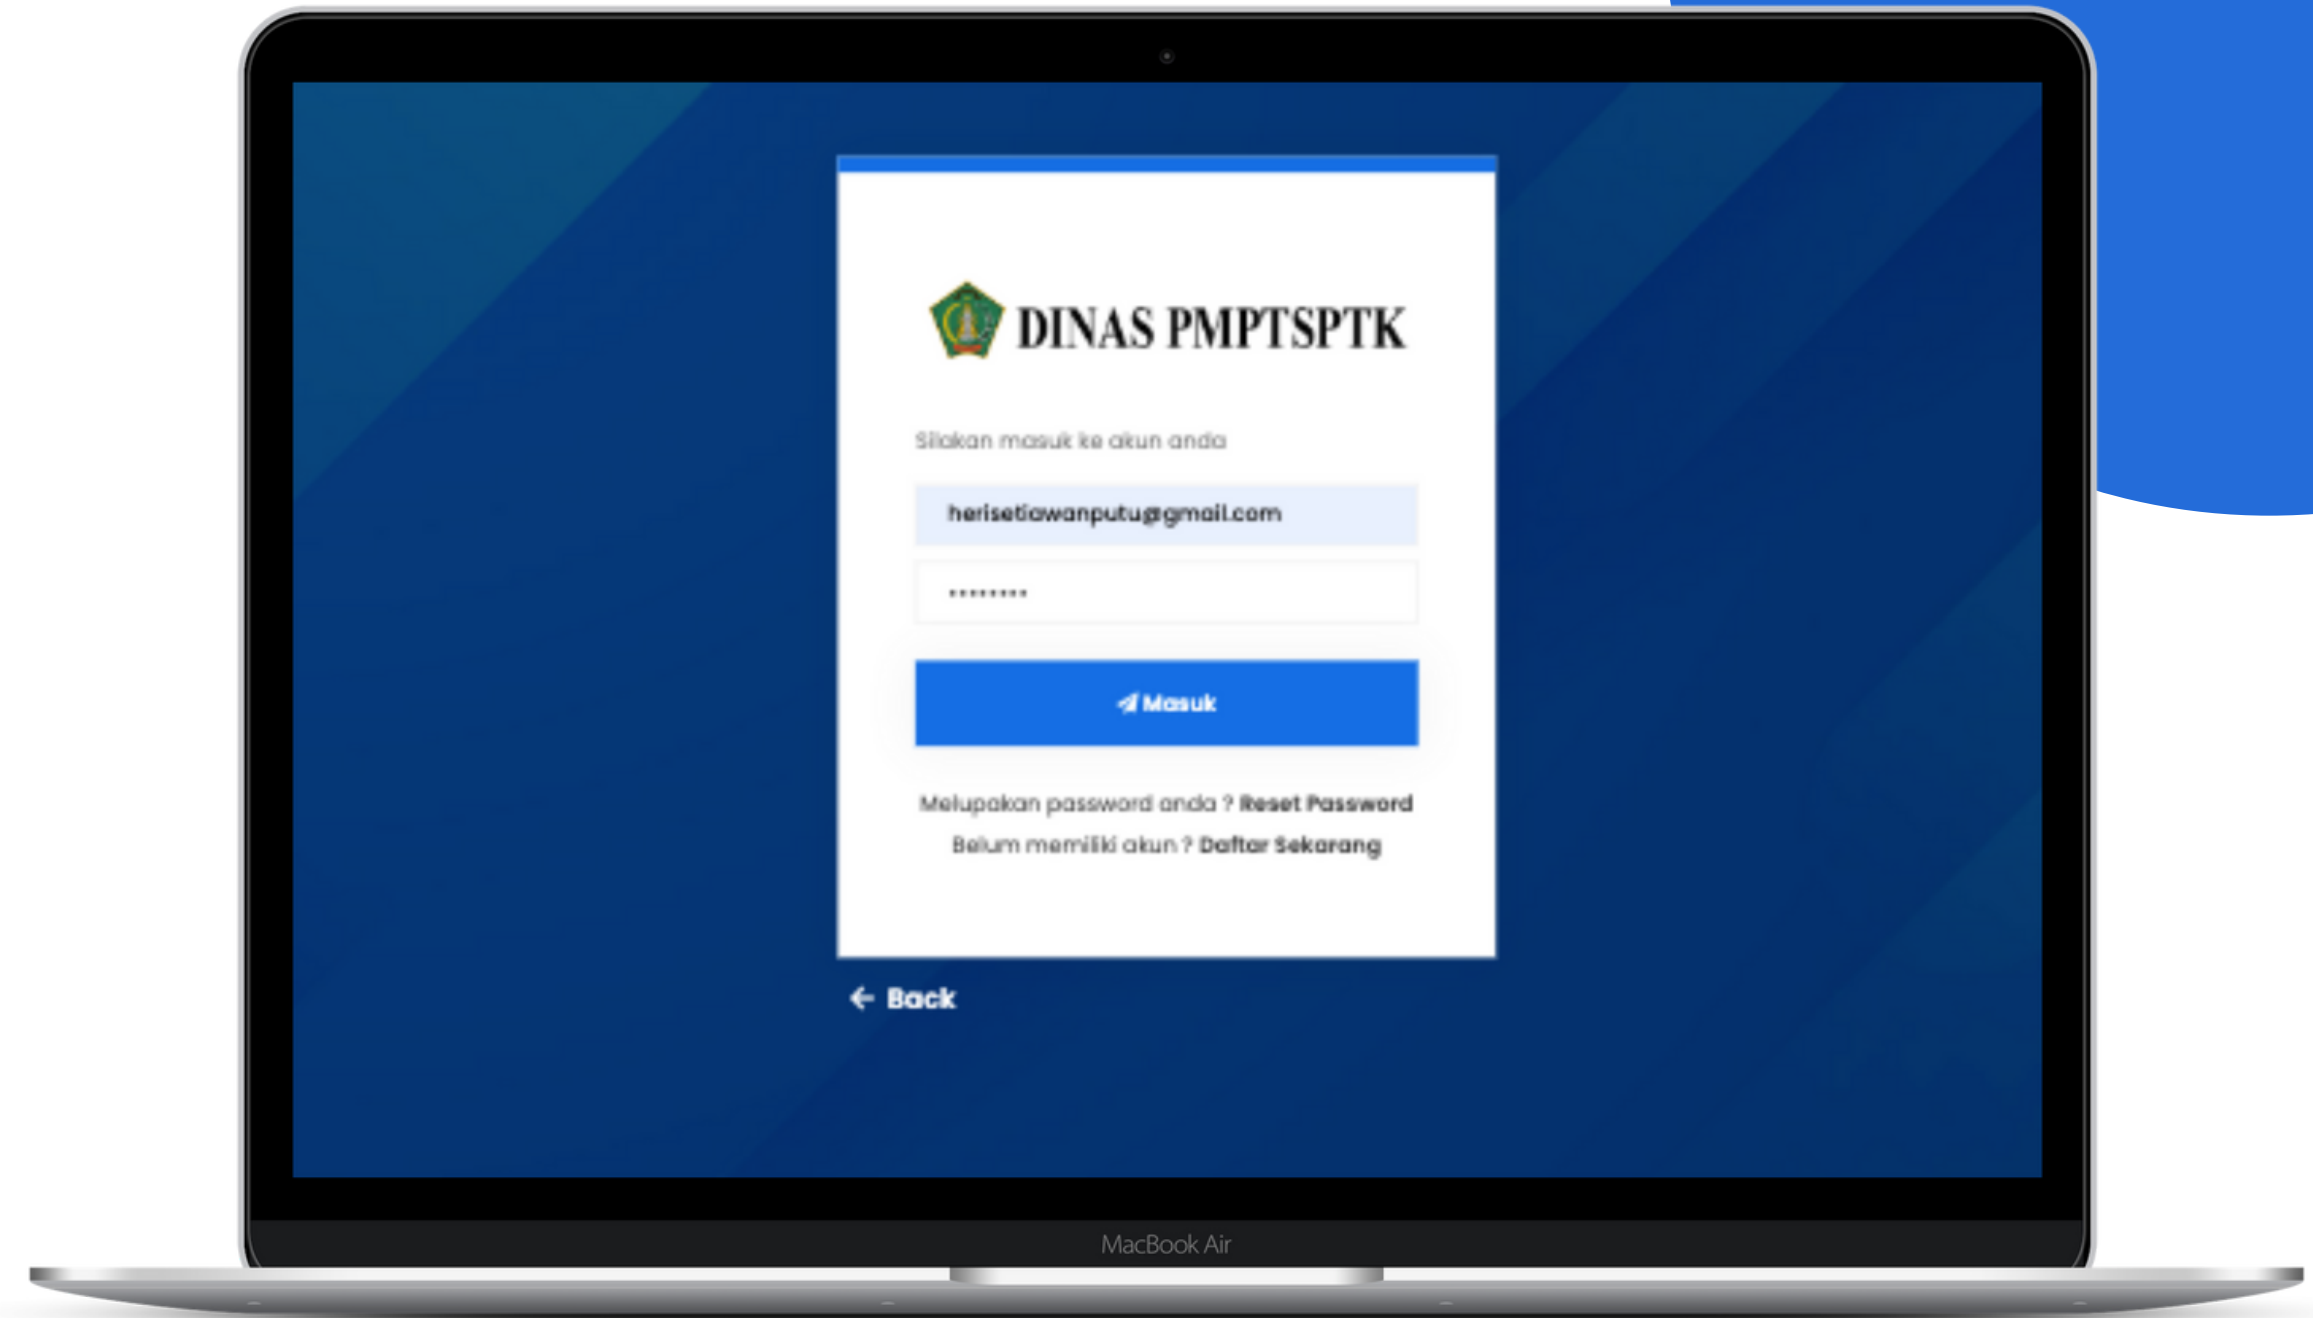 DINAS PMPTSPTK
Silakan masuk ke akun anda
herisetiawanputu@gmail.com
********
Masuk
Melupakan password anda ? Reset Password
Belum memiliki akun ? Daftar Sekarang
← Back
MacBook Air